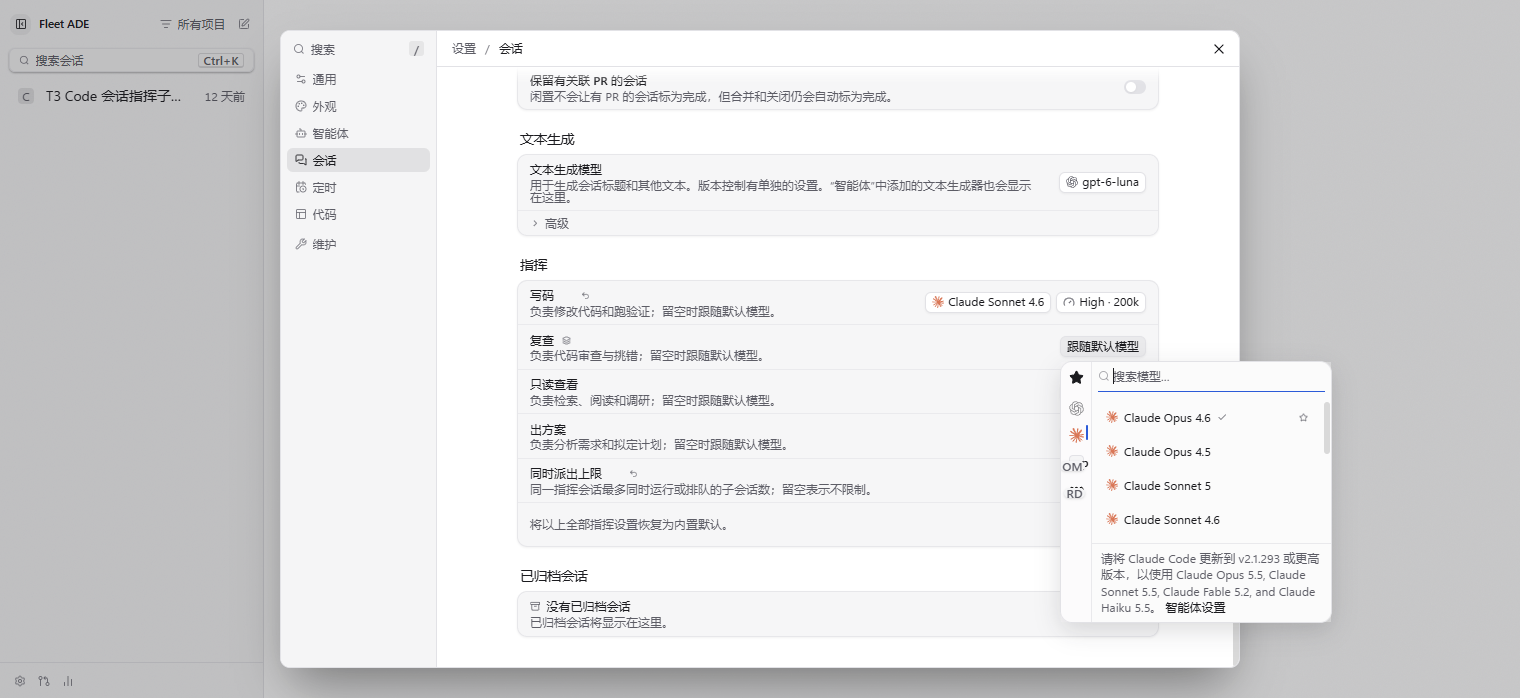 Fleet ADE
所有项目
搜索会话
Ctrl+K
C
T3 Code 会话指挥子...
12 天前
搜索
/
通用
外观
智能体
会话
定时
代码
维护
设置 / 会话
保留有关联 PR 的会话
闲置不会让有 PR 的会话标为完成，但合并和关闭仍会自动标为完成。
文本生成
文本生成模型
用于生成会话标题和其他文本。版本控制有单独的设置。"智能体"中添加的文本生成器也会显示
在这里。
gpt-6-luna
高级
指挥
写码
负责修改代码和跑验证；留空时跟随默认模型。
Claude Sonnet 4.6
High · 200k
复查
负责代码审查与挑错；留空时跟随默认模型。
跟随默认模型
只读查看
负责检索、阅读和调研；留空时跟随默认模型。
出方案
负责分析需求和拟定计划；留空时跟随默认模型。
同时派出上限
同一指挥会话最多同时运行或排队的子会话数；留空表示不限制。
将以上全部指挥设置恢复为内置默认。
已归档会话
没有已归档会话
已归档会话将显示在这里。
搜索模型...
OM
RD
Claude Opus 4.6
Claude Opus 4.5
Claude Sonnet 5
Claude Sonnet 4.6
请将 Claude Code 更新到 v2.1.293 或更高
版本，以使用 Claude Opus 5.5, Claude
Sonnet 5.5, Claude Fable 5.2, and Claude
Haiku 5.5。 智能体设置